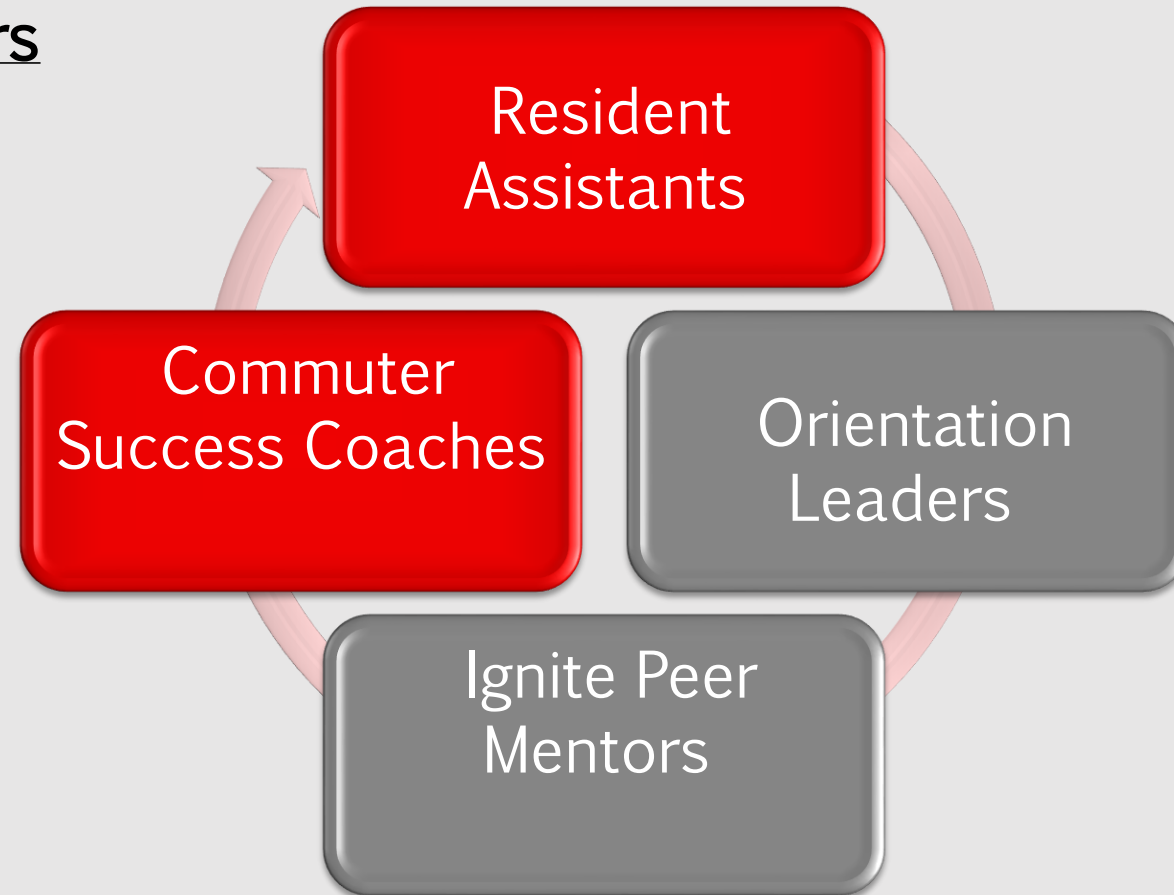 rs
Resident
Assistants
Commuter
Success Coaches
Orientation
Leaders
Ignite Peer
Mentors